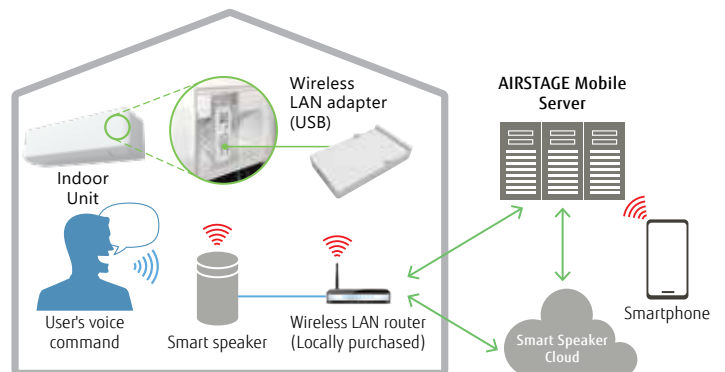 Wireless
LAN adapter
(USB)
AIRSTAGE Mobile
Server
Indoor
Unit
User's voice
command
Smart speaker
Wireless LAN router
(Locally purchased)
Smart Speaker
Cloud
Smartphone